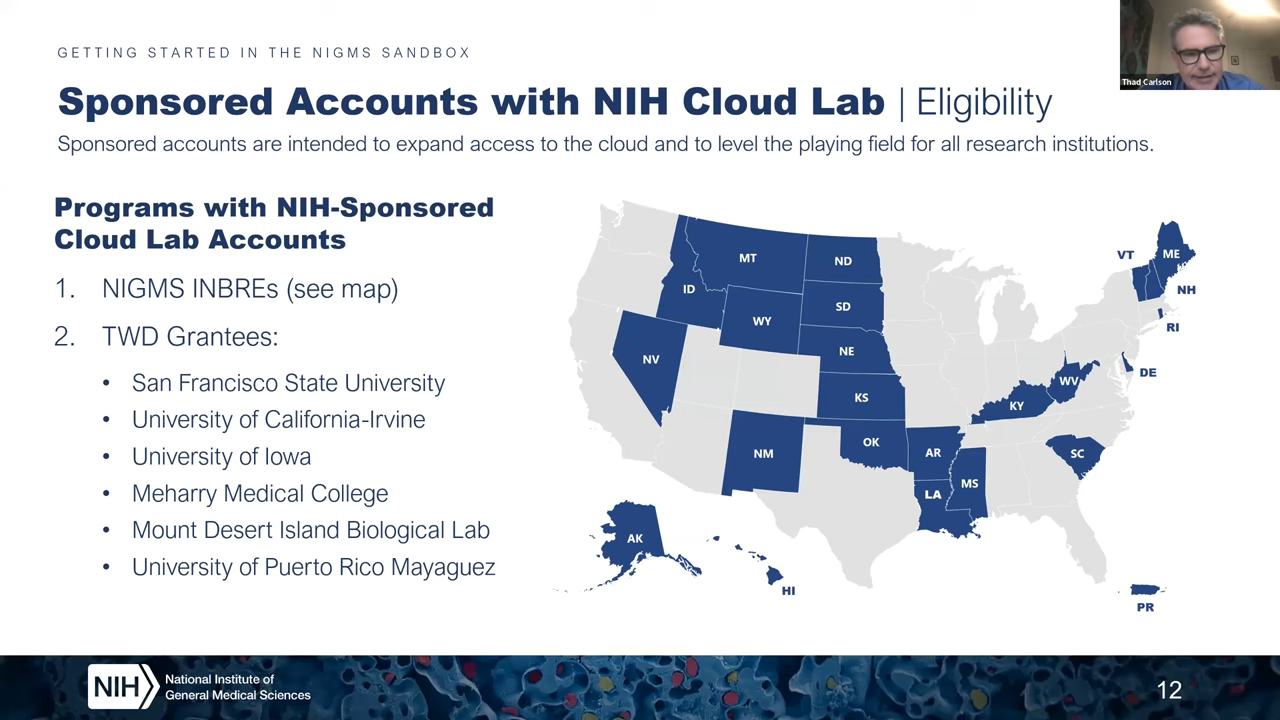 GETTING STARTED IN THE NIGMS SANDBOX
Thad Carlson
Sponsored Accounts with NIH Cloud Lab | Eligibility
Sponsored accounts are intended to expand access to the cloud and to level the playing field for all research institutions.
Programs with NIH-Sponsored
Cloud Lab Accounts
1. NIGMS INBREs (see map)
2. TWD Grantees:
• San Francisco State University
• University of California-Irvine
• University of Iowa
• Meharry Medical College
• Mount Desert Island Biological Lab
• University of Puerto Rico Mayaguez
MT
ND
VT
ME
ID
NH
SD
WY
RI
NE
NV
DE
WV
KS
KY
OK
AR
NM
SC
LA
MS
AK
HI
PR
NIH
National Institute of
General Medical Sciences
12